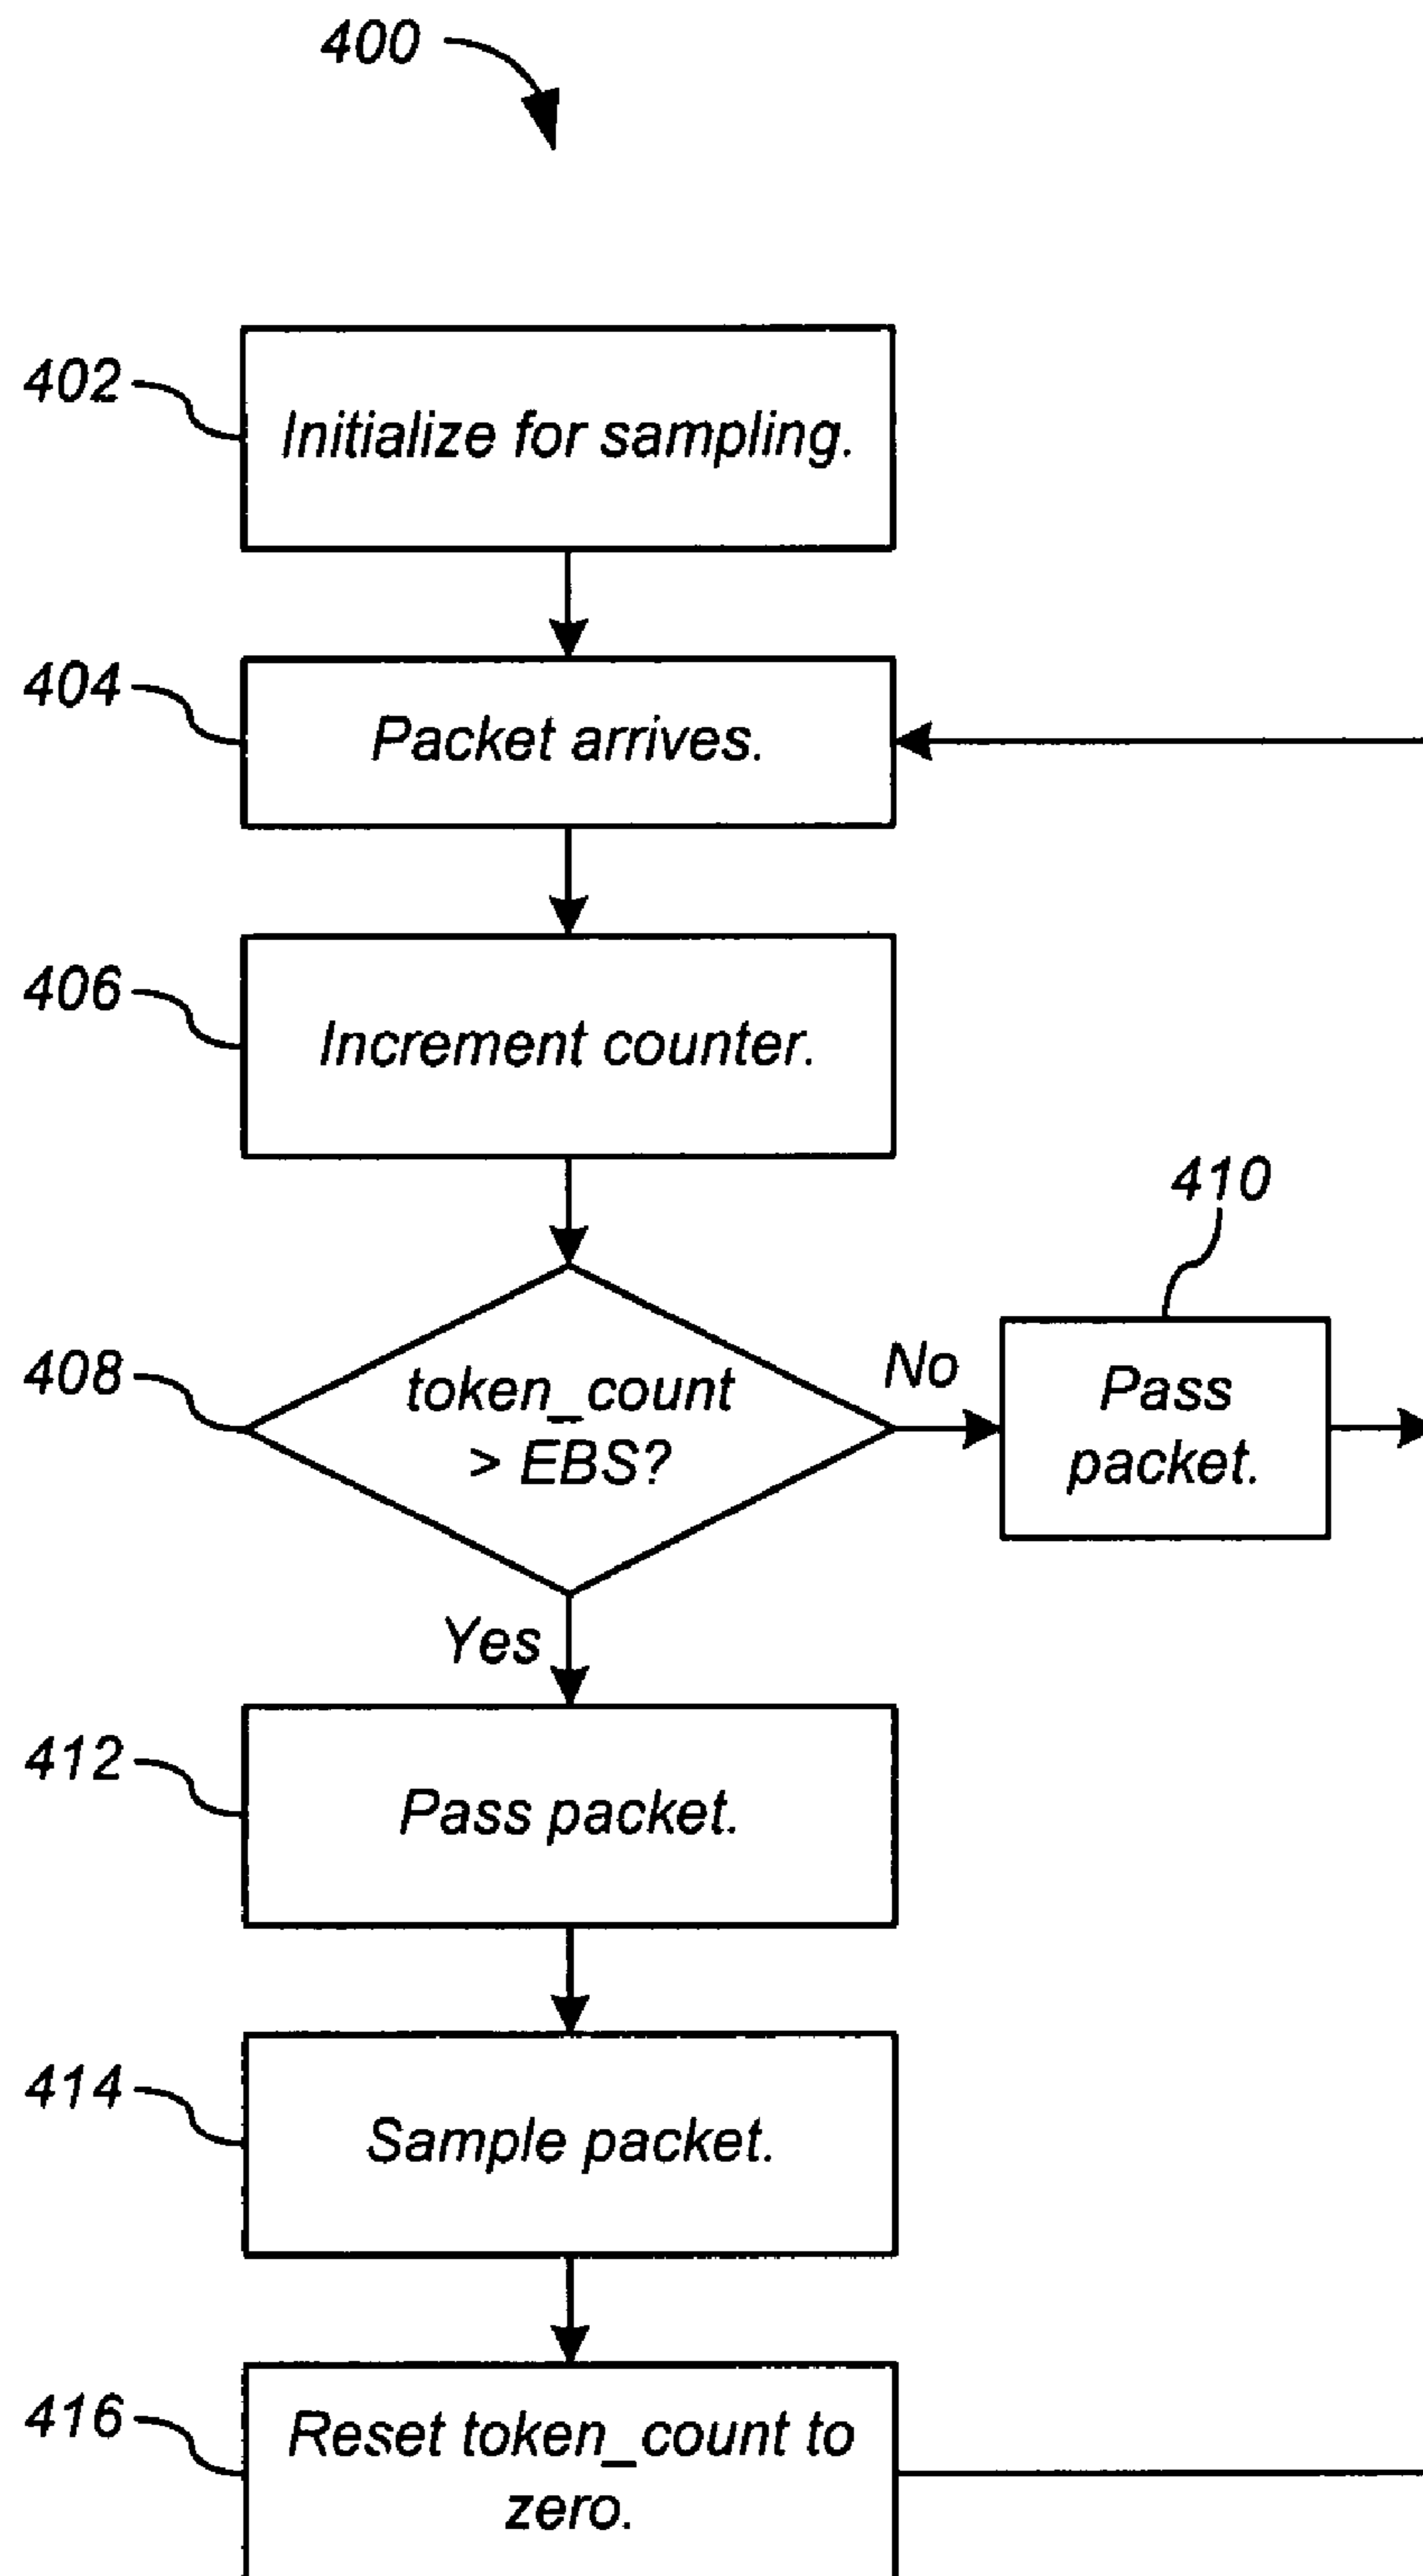 400
402
Initialize for sampling.
404
Packet arrives.
406
Increment counter.
410
408
token_count
> EBS?
No
Pass
packet.
Yes
412
Pass packet.
414
Sample packet.
416
Reset token_count to
zero.